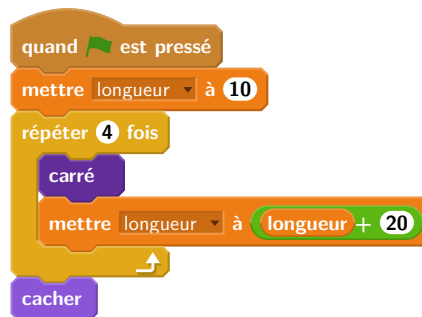 quand est pressé
mettre longueur à 10
répéter 4 fois
carré
mettre longueur à longueur + 20
cacher